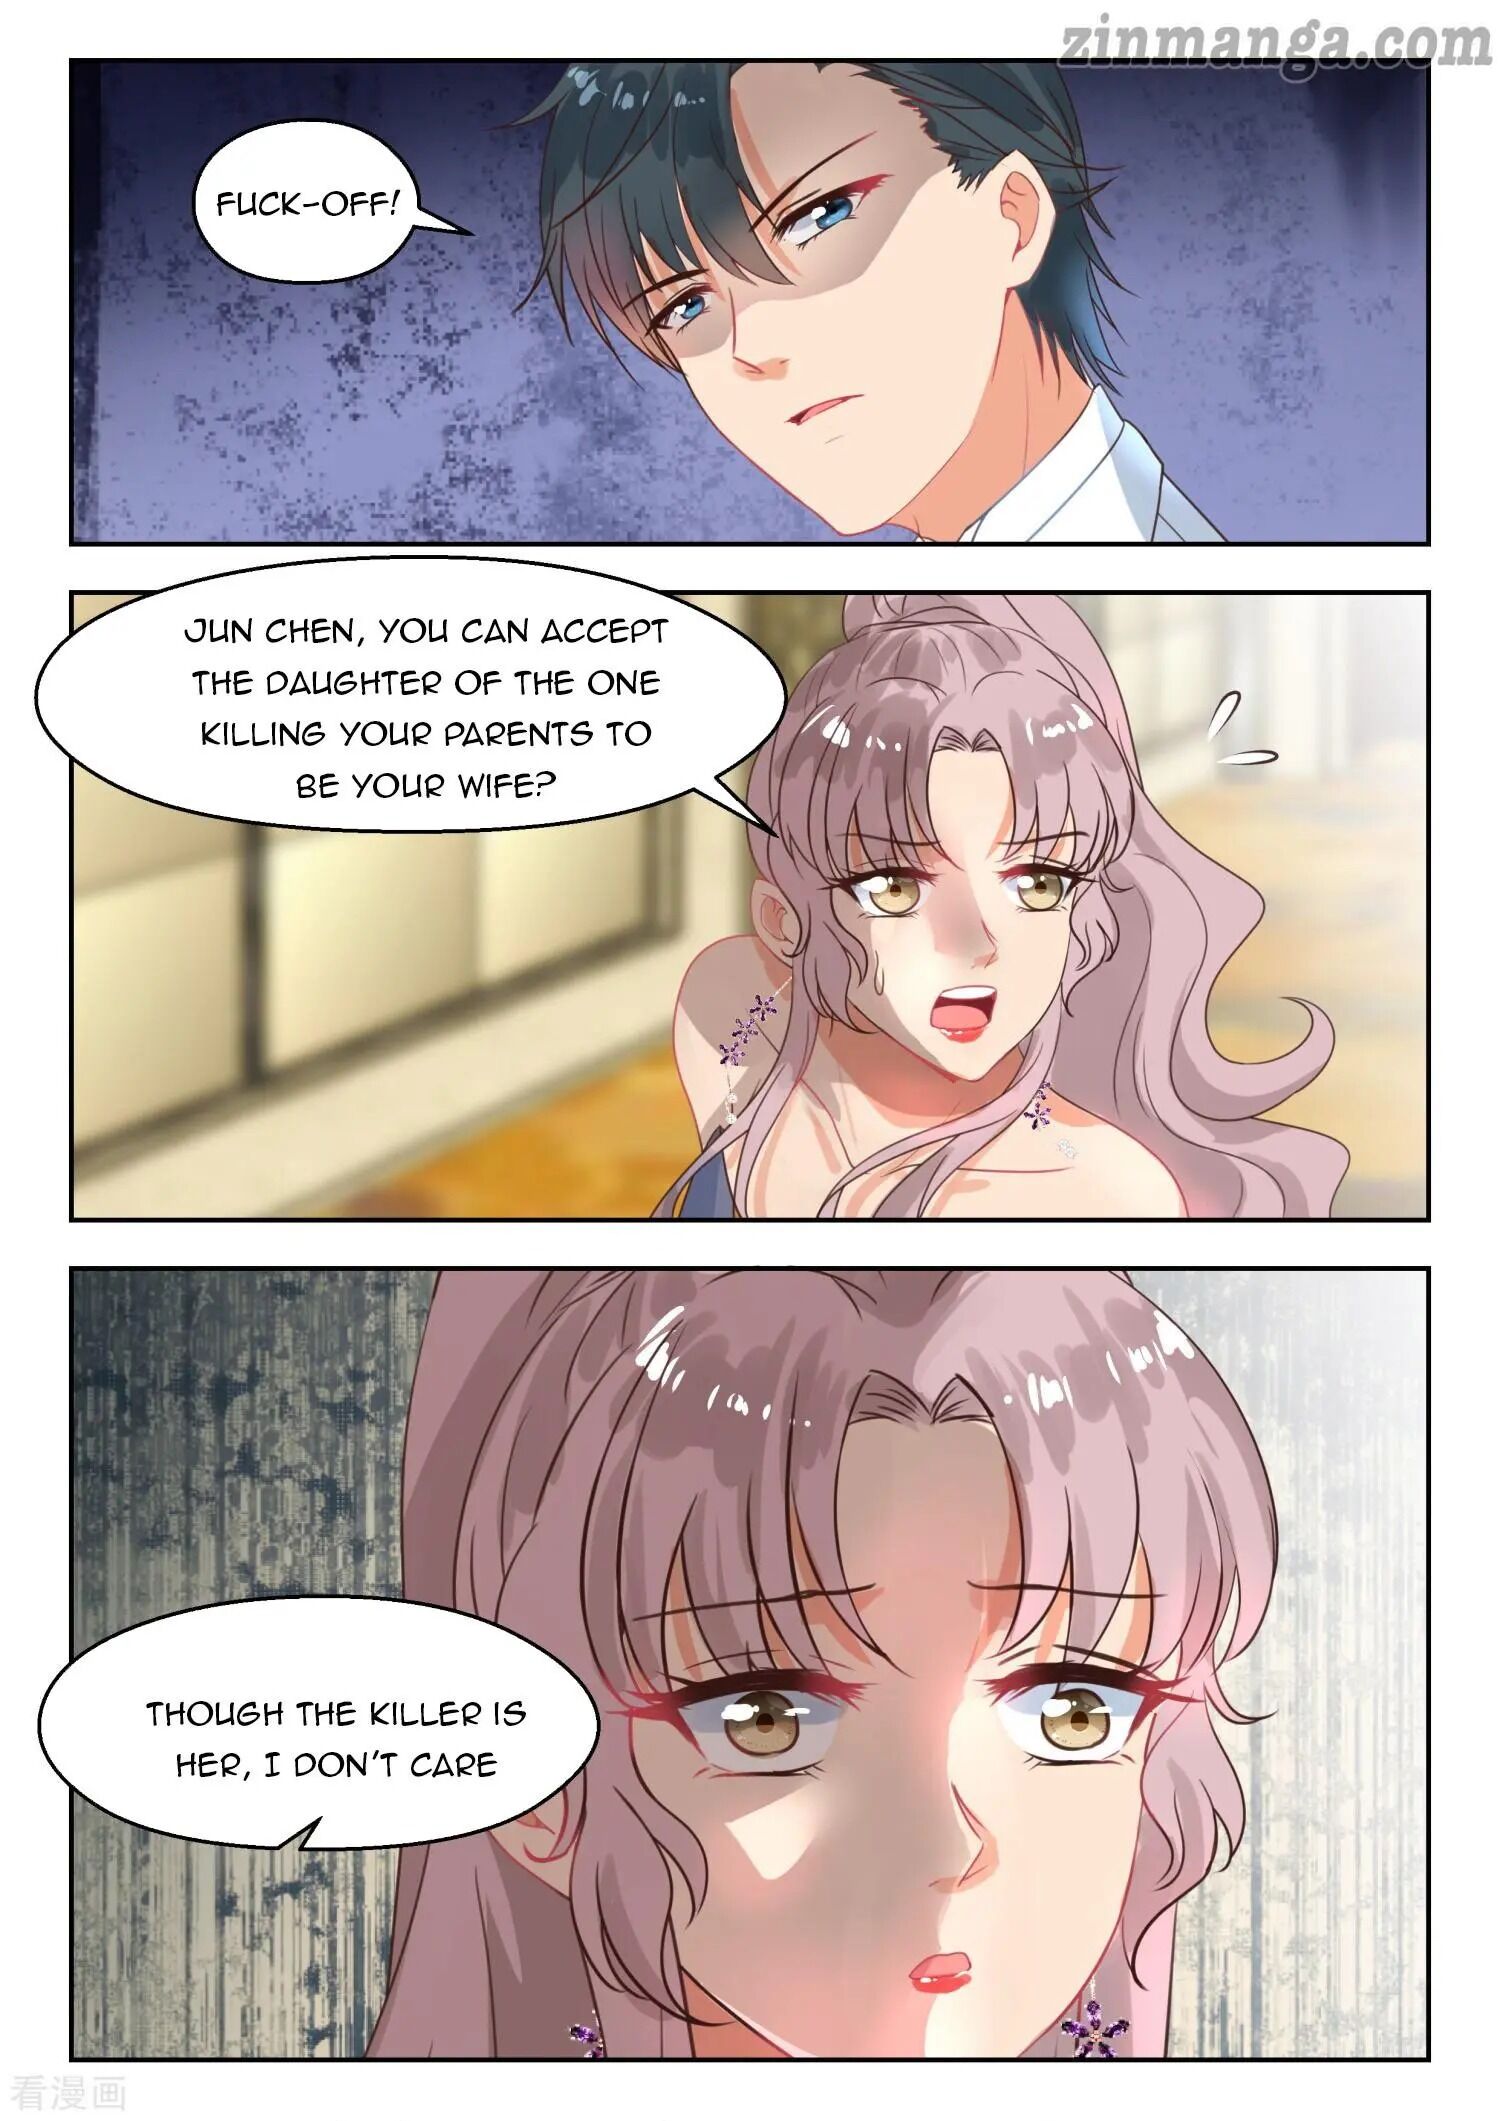 zinmanga.com
FUCK-OFF!
JUN CHEN, YOU CAN ACCEPT
THE DAUGHTER OF THE ONE
KILLING YOUR PARENTS TO
BE YOUR WIFE?
THOUGH THE KILLER IS
HER, I DON'T CARE
看漫画